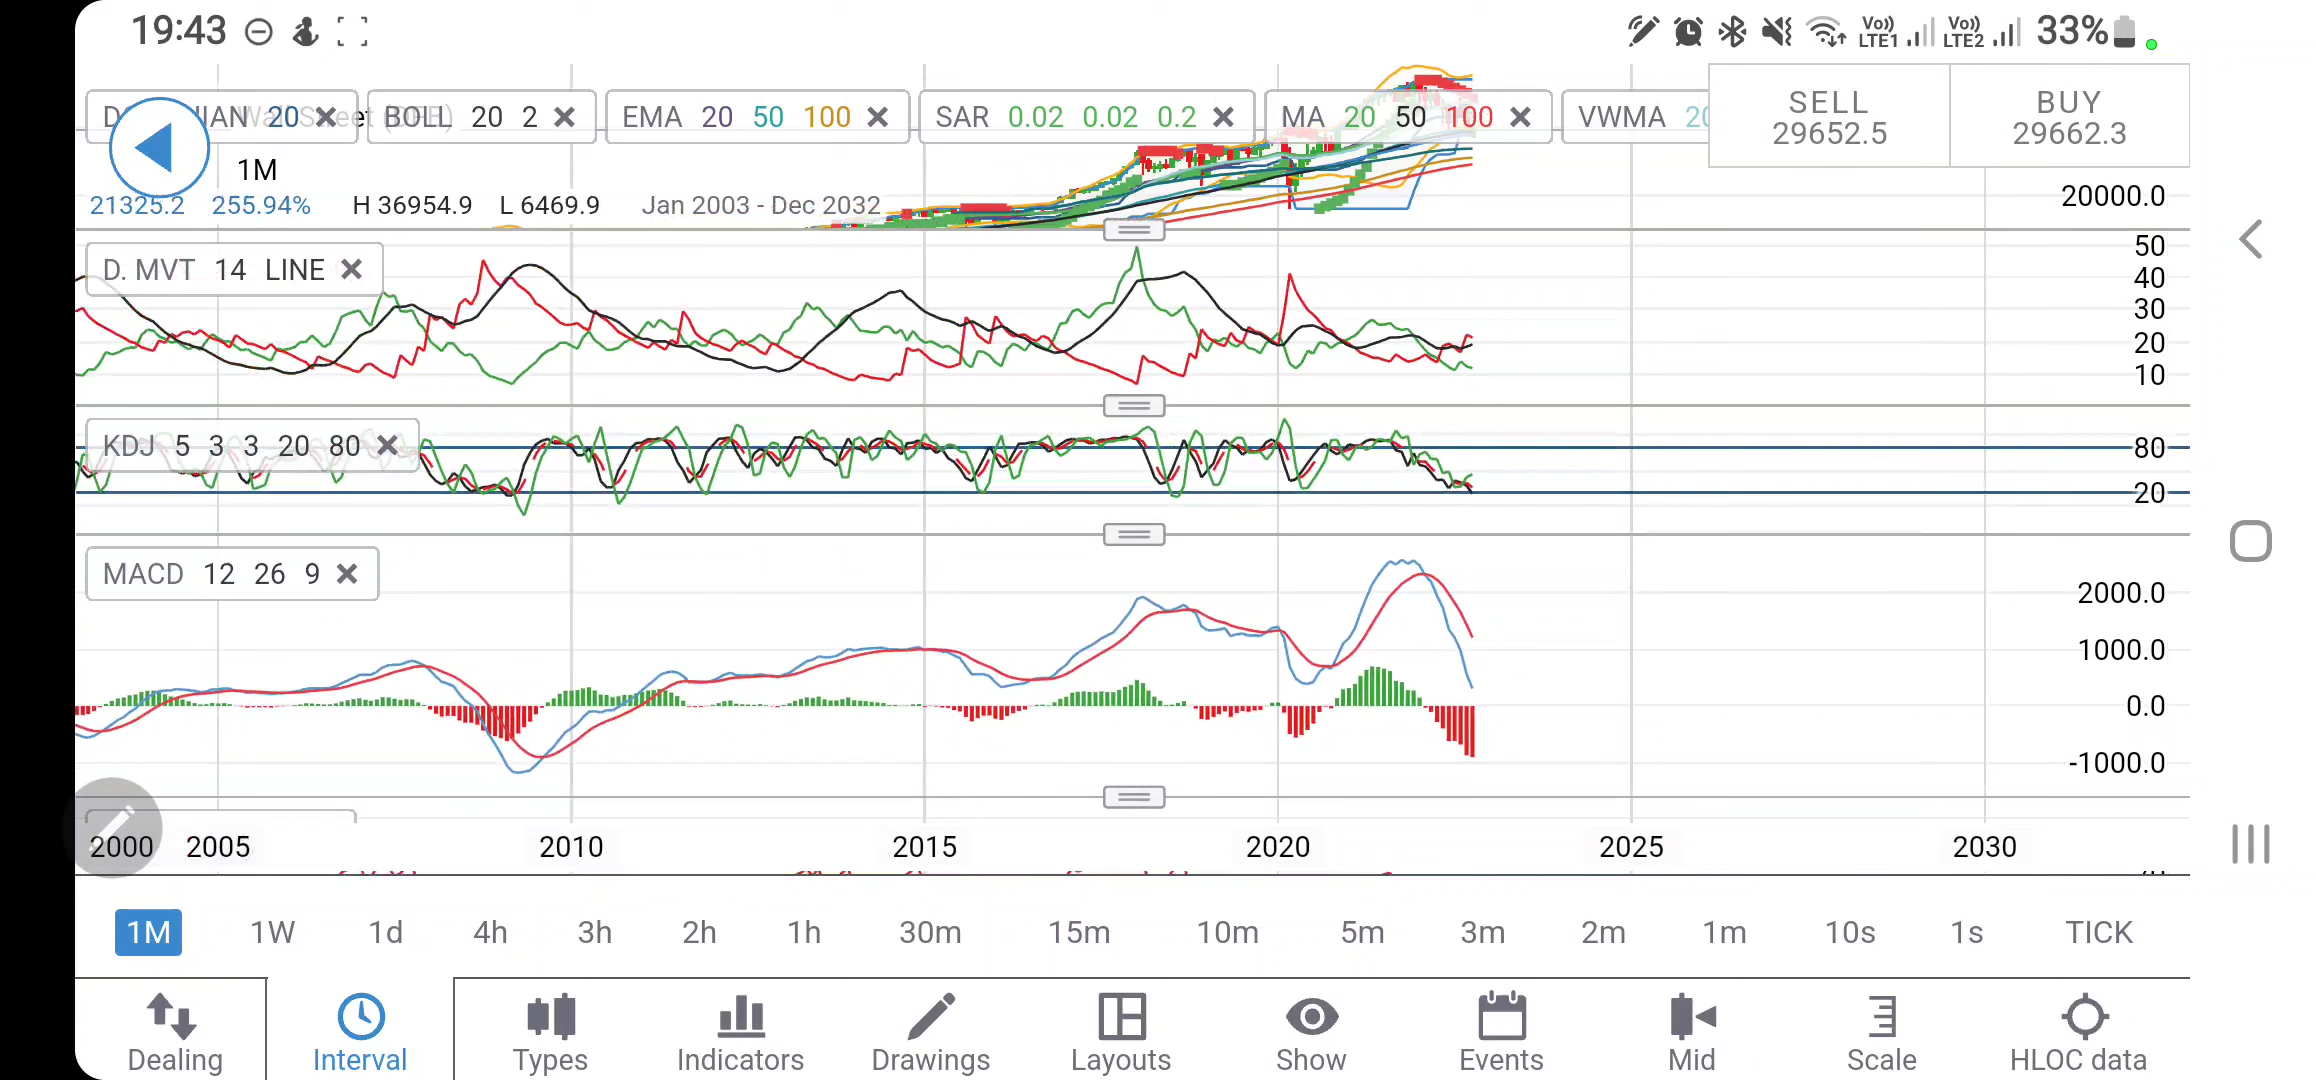 19:43
Vo)) LTE1 Vo)) LTE2 33%
20 BOLL 20 2 EMA 20 50 100 SAR 0.02 0.02 0.2 MA 20 50 100 VWMA
SELL 29652.5
BUY 29662.3
1M
21325.2 255.94% H 36954.9 L 6469.9 Jan 2003 - Dec 2032
20000.0
D. MVT 14 LINE
50
40
30
20
10
KDJ 5 3 3 20 80
80
20
MACD 12 26 9
2000.0
1000.0
0.0
-1000.0
2000 2005 2010 2015 2020 2025 2030
1M 1W 1d 4h 3h 2h 1h 30m 15m 10m 5m 3m 2m 1m 10s 1s TICK
Dealing Interval Types Indicators Drawings Layouts Show Events Mid Scale HLOC data